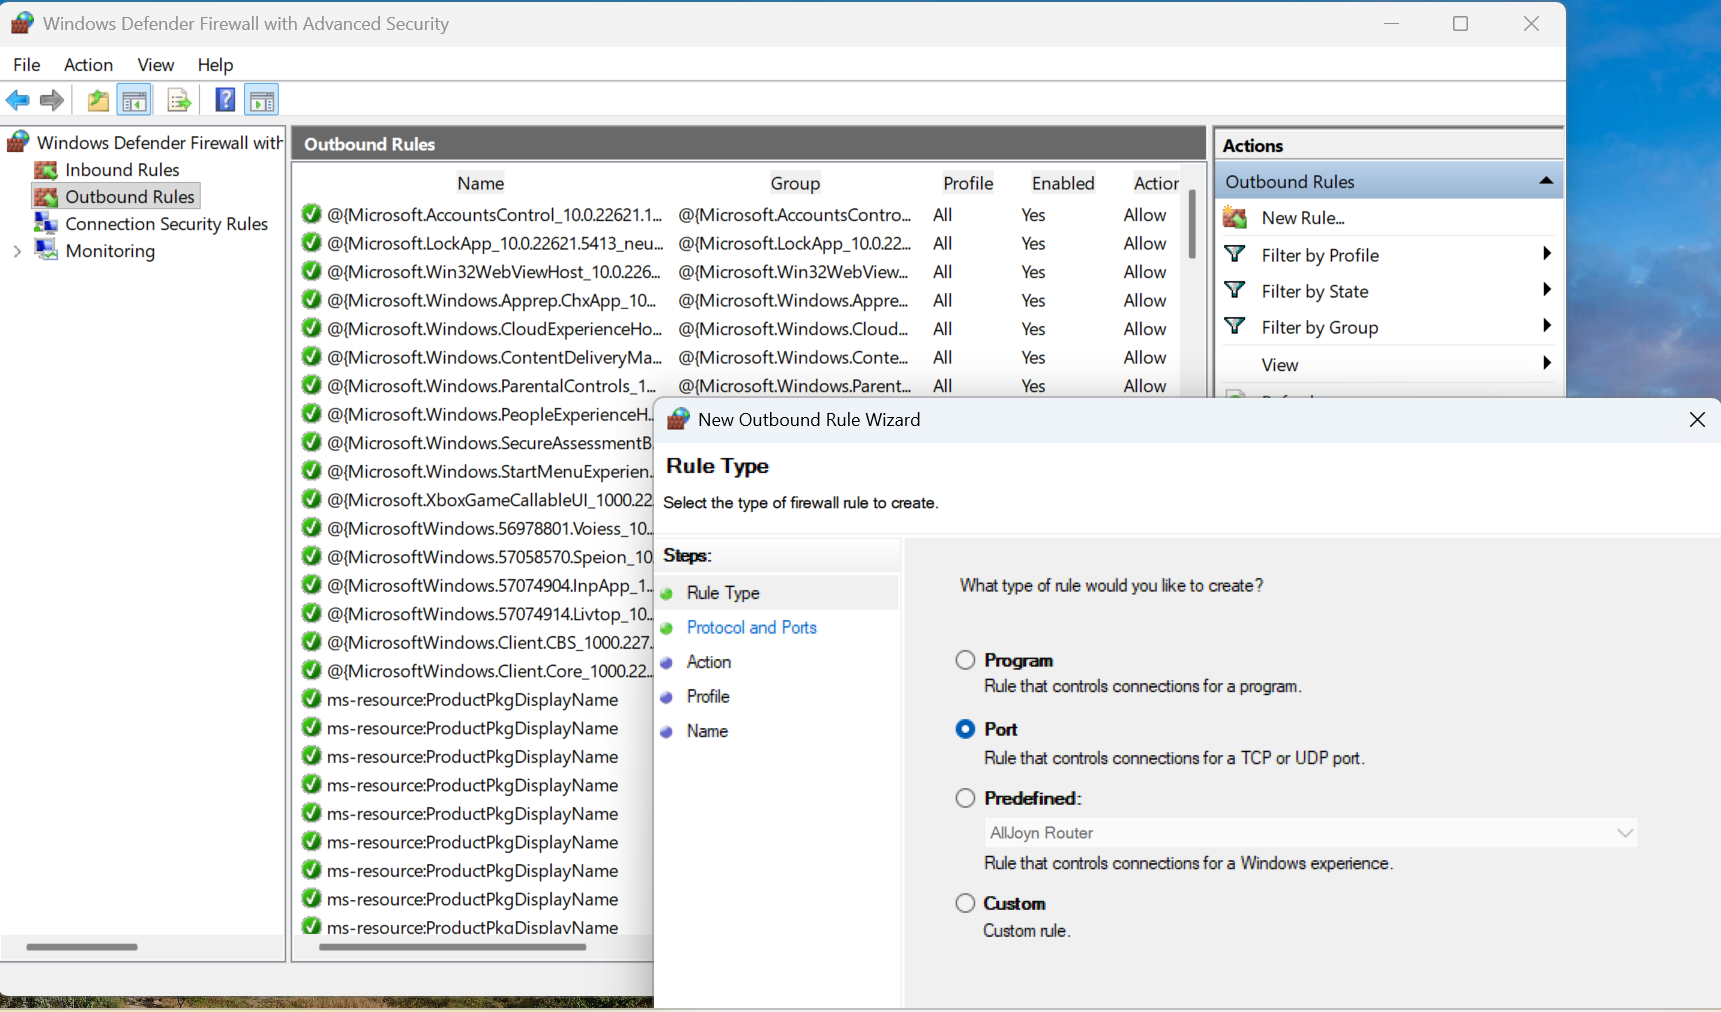 Windows Defender Firewall with Advanced Security
File Action View Help
Windows Defender Firewall with
Inbound Rules
Outbound Rules
Connection Security Rules
Monitoring
Outbound Rules
Name Group Profile Enabled Action
@{Microsoft.AccountsControl_10.0.22621.1... @{Microsoft.AccountsContro... All Yes Allow
@{Microsoft.LockApp_10.0.22621.5413_neu... @{Microsoft.LockApp_10.0.22... All Yes Allow
@{Microsoft.Win32WebViewHost_10.0.226... @{Microsoft.Win32WebView... All Yes Allow
@{Microsoft.Windows.Apprep.ChxApp_10... @{Microsoft.Windows.Appre... All Yes Allow
@{Microsoft.Windows.CloudExperienceHo... @{Microsoft.Windows.Cloud... All Yes Allow
@{Microsoft.Windows.ContentDeliveryMa... @{Microsoft.Windows.Conte... All Yes Allow
@{Microsoft.Windows.ParentalControls_1... @{Microsoft.Windows.Parent... All Yes Allow
@{Microsoft.Windows.PeopleExperienceH...
@{Microsoft.Windows.SecureAssessmentB
@{Microsoft.Windows.StartMenuExperien...
@{Microsoft.XboxGameCallableUI_1000.22
@{MicrosoftWindows.56978801.Voiess_10...
@{MicrosoftWindows.57058570.Speion_10
@{MicrosoftWindows.57074904.InpApp_1...
@{MicrosoftWindows.57074914.Livtop_10...
@{MicrosoftWindows.Client.CBS_1000.227...
@{MicrosoftWindows.Client.Core_1000.22...
ms-resource:ProductPkgDisplayName
ms-resource:ProductPkgDisplayName
ms-resource:ProductPkgDisplayName
ms-resource:ProductPkgDisplayName
ms-resource:ProductPkgDisplayName
ms-resource:ProductPkgDisplayName
ms-resource:ProductPkgDisplayName
ms-resource:ProductPkgDisplayName
ms-resource:ProductPkgDisplayName
Actions
Outbound Rules
New Rule...
Filter by Profile
Filter by State
Filter by Group
View
New Outbound Rule Wizard
Rule Type
Select the type of firewall rule to create.
Steps:
Rule Type
Protocol and Ports
Action
Profile
Name
What type of rule would you like to create?
Program
Rule that controls connections for a program.
Port
Rule that controls connections for a TCP or UDP port.
Predefined:
AllJoyn Router
Rule that controls connections for a Windows experience.
Custom
Custom rule.